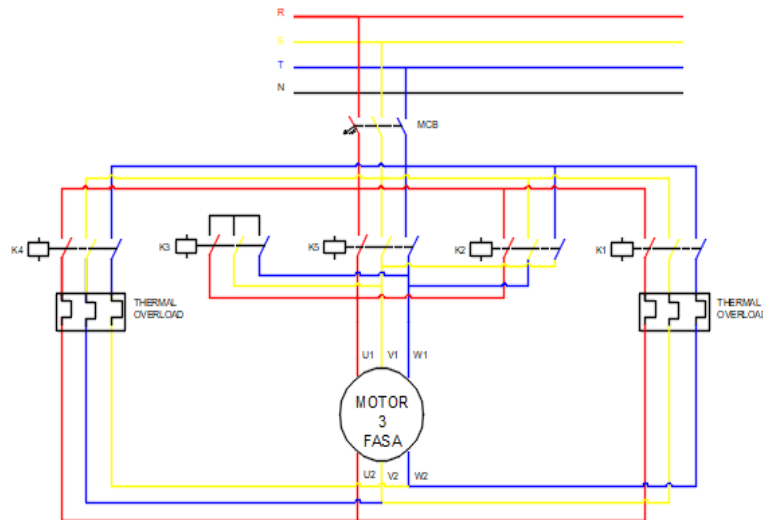 R
S
T
N
MCB
K4
K3
K5
K2
K1
THERMAL
OVERLOAD
THERMAL
OVERLOAD
U1 V1 W1
MOTOR
3
FASA
U2 V2 W2